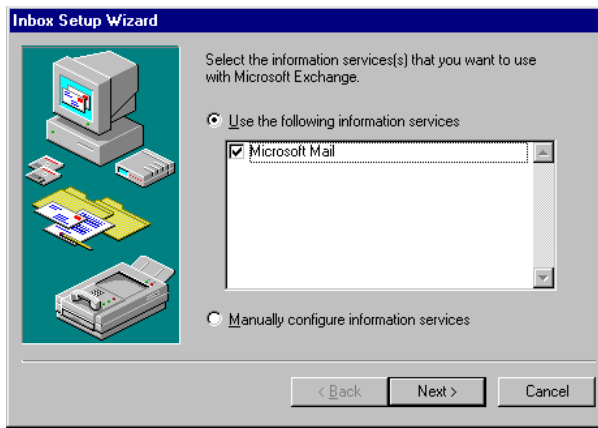 Inbox Setup Wizard
Select the information services(s) that you want to use
with Microsoft Exchange.
Use the following information services
Microsoft Mail
Manually configure information services
< Back
Next >
Cancel